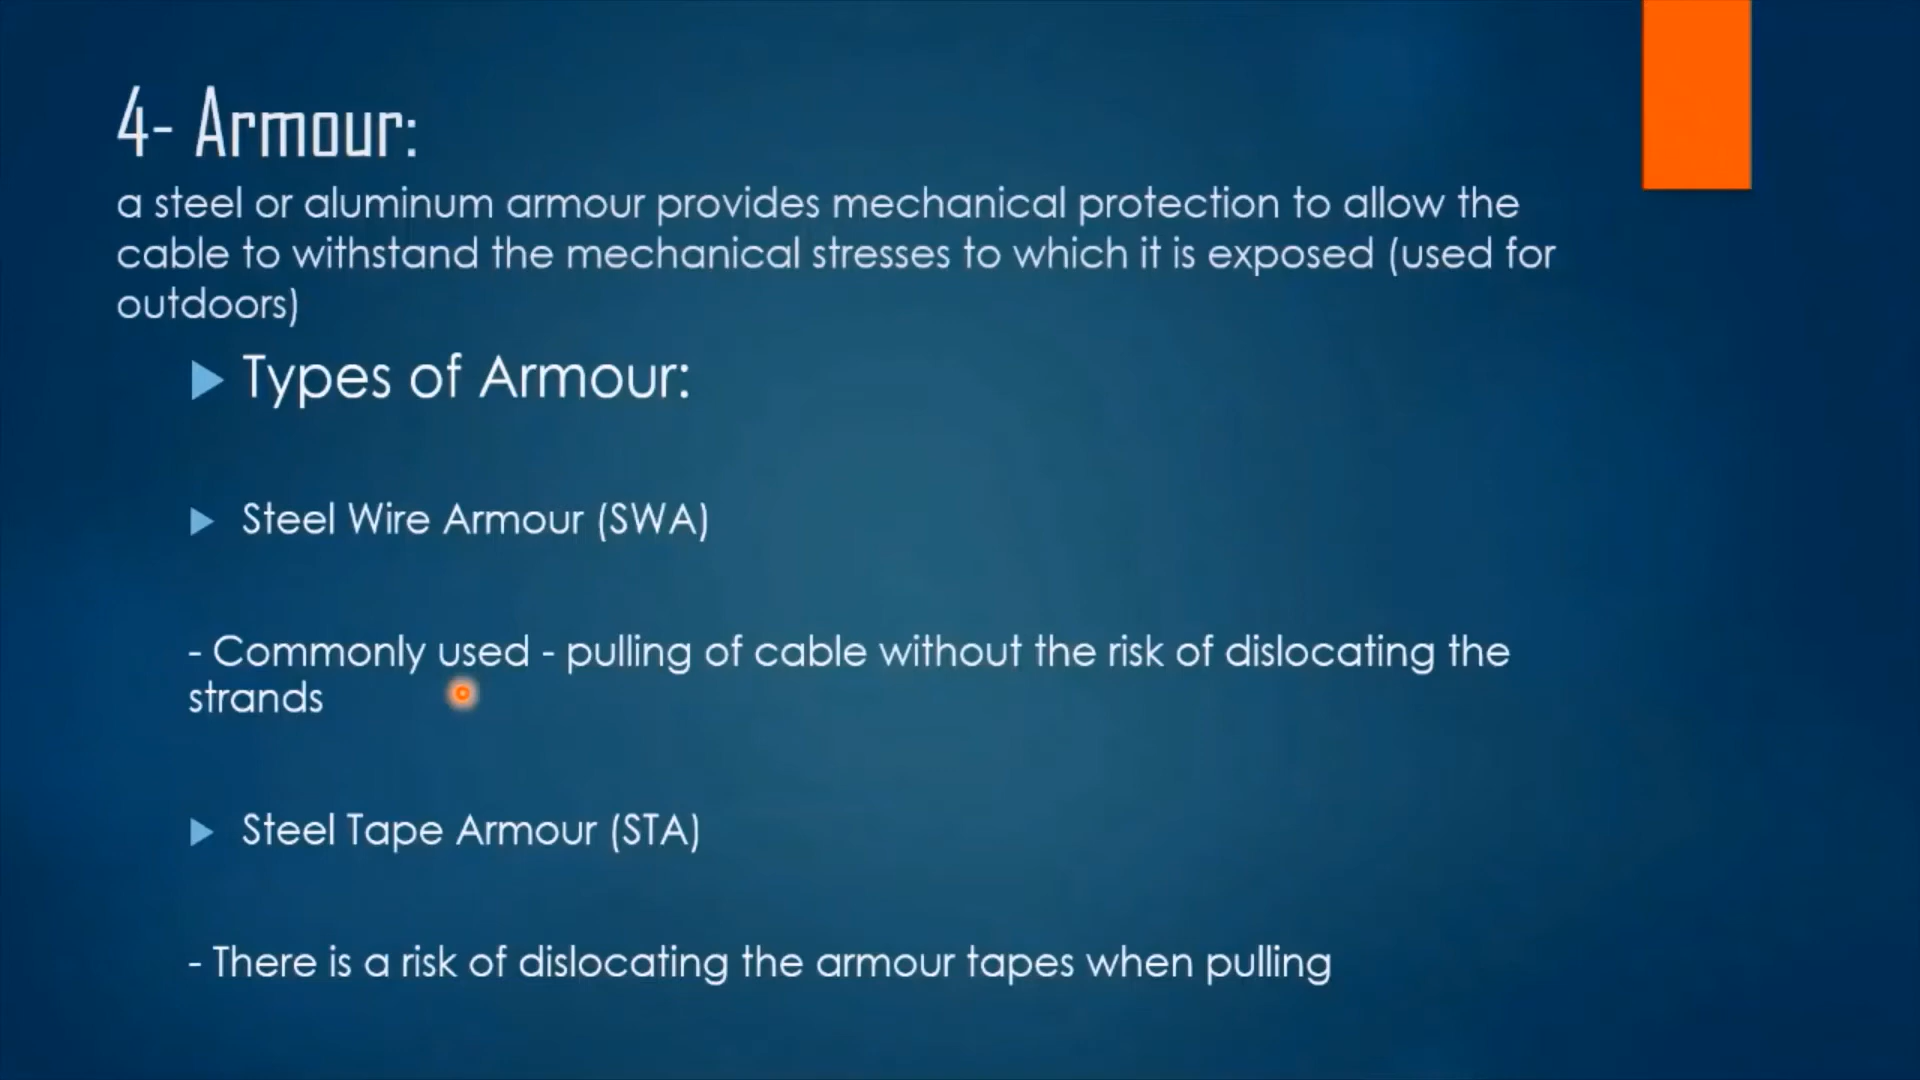 4- Armour:
a steel or aluminum armour provides mechanical protection to allow the
cable to withstand the mechanical stresses to which it is exposed (used for
outdoors)
Types of Armour:
Steel Wire Armour (SWA)
- Commonly used - pulling of cable without the risk of dislocating the
strands
Steel Tape Armour (STA)
- There is a risk of dislocating the armour tapes when pulling